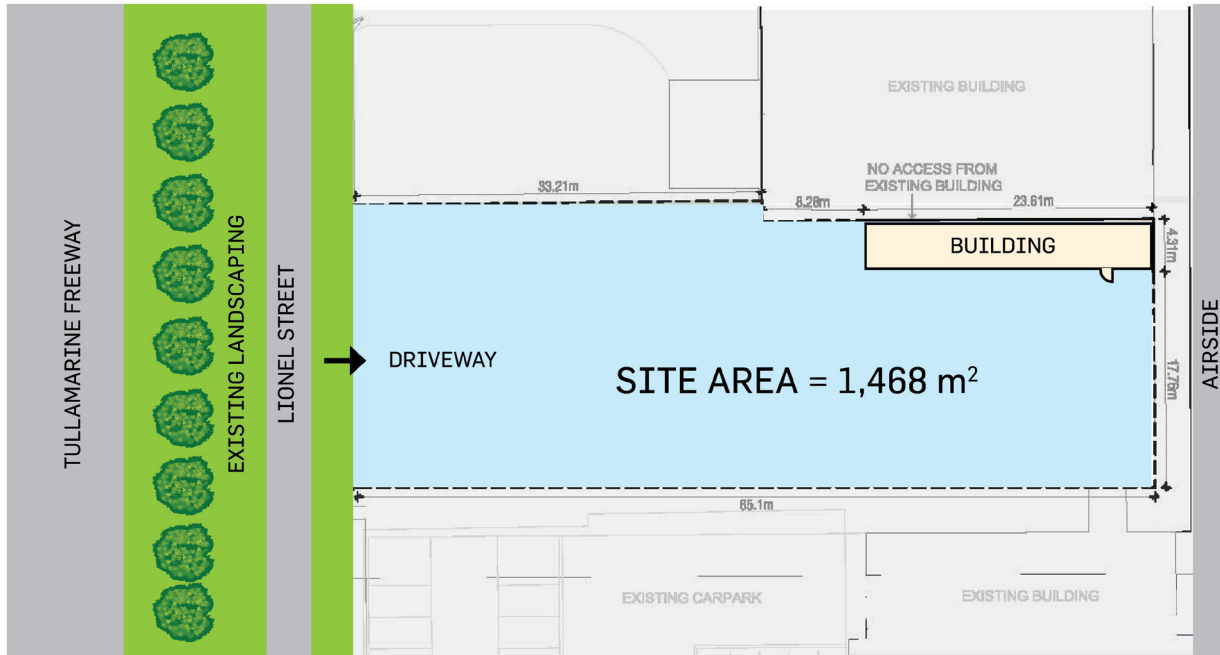 TULLAMARINE FREEWAY
EXISTING LANDSCAPING
LIONEL STREET
EXISTING BUILDING
NO ACCESS FROM
EXISTING BUILDING
33.21m
8.28m
23.61m
BUILDING
4.31m
DRIVEWAY
SITE AREA = 1,468 m²
17.76m
AIRSIDE
65.1m
EXISTING CARPARK
EXISTING BUILDING